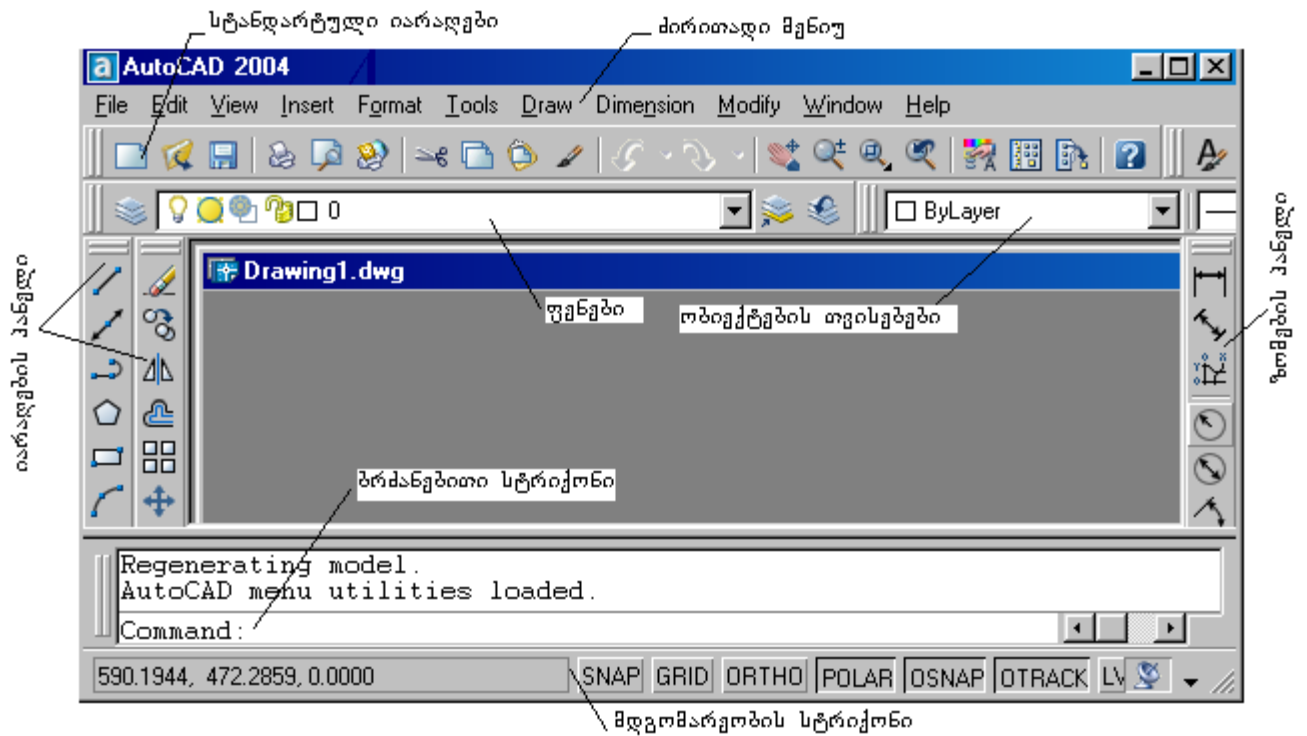 სტანდარტული იარაღები
ძირითადი მენიუ
AutoCAD 2004
File Edit View Insert Format Tools Draw Dimension Modify Window Help
0
ByLayer
იარაღების პანელი
Drawing1.dwg
ფენები
ობიექტების თვისებები
ზომების პანელი
ბრძანებითი სტრიქონი
Regenerating model.
AutoCAD menu utilities loaded.
Command:
590.1944, 472.2859, 0.0000 SNAP GRID ORTHO POLAR OSNAP OTRACK
მდგომარეობის სტრიქონი